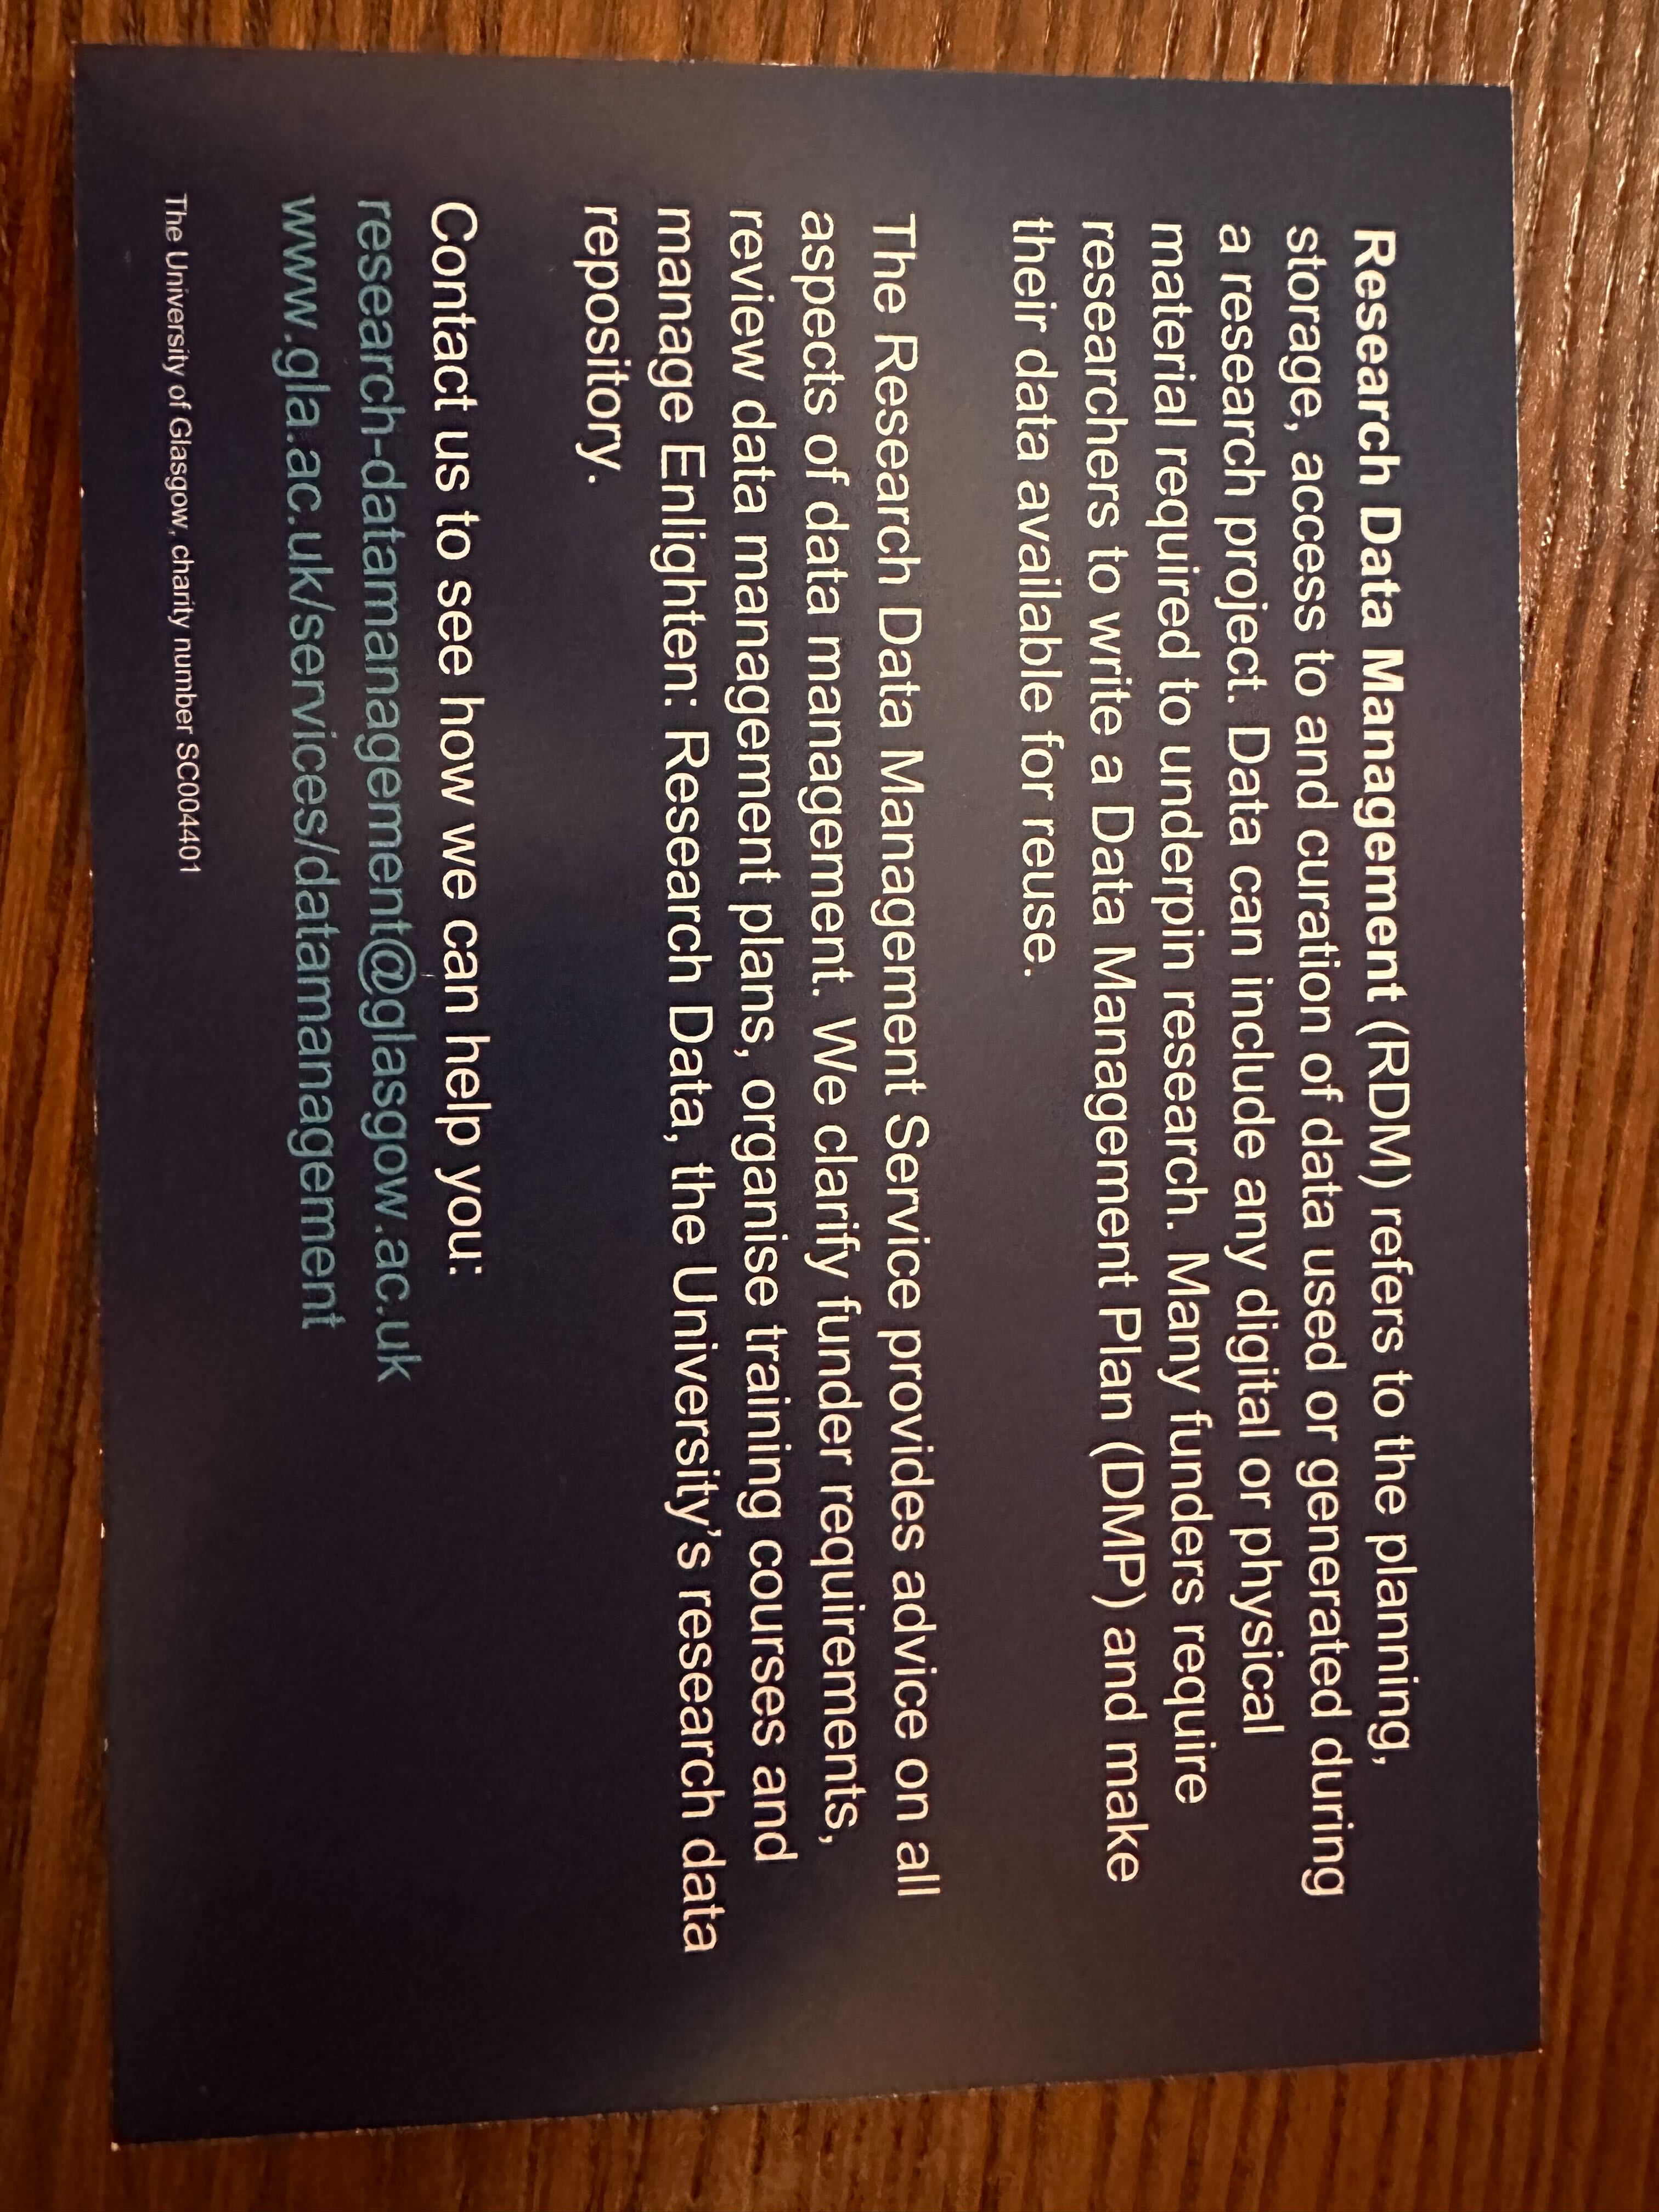 Research Data Management (RDM) refers to the planning,
storage, access to and curation of data used or generated during
a research project. Data can include any digital or physical
material required to underpin research. Many funders require
researchers to write a Data Management Plan (DMP) and make
their data available for reuse.
The Research Data Management Service provides advice on all
aspects of data management. We clarify funder requirements,
review data management plans, organise training courses and
manage Enlighten: Research Data, the University’s research data
repository.
Contact us to see how we can help you:
research-datamanagement@glasgow.ac.uk
www.gla.ac.uk/services/datamanagement
The University of Glasgow, charity number SC004401